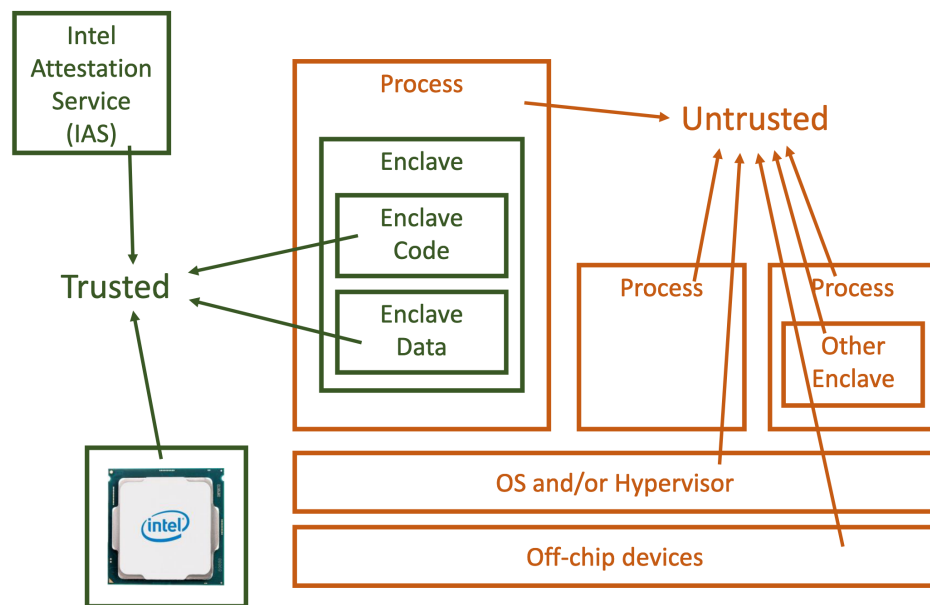 Intel
Attestation
Service
(IAS)
Process
Untrusted
Enclave
Enclave
Code
Trusted
Process
Process
Enclave
Data
Other
Enclave
OS and/or Hypervisor
intel
Off-chip devices